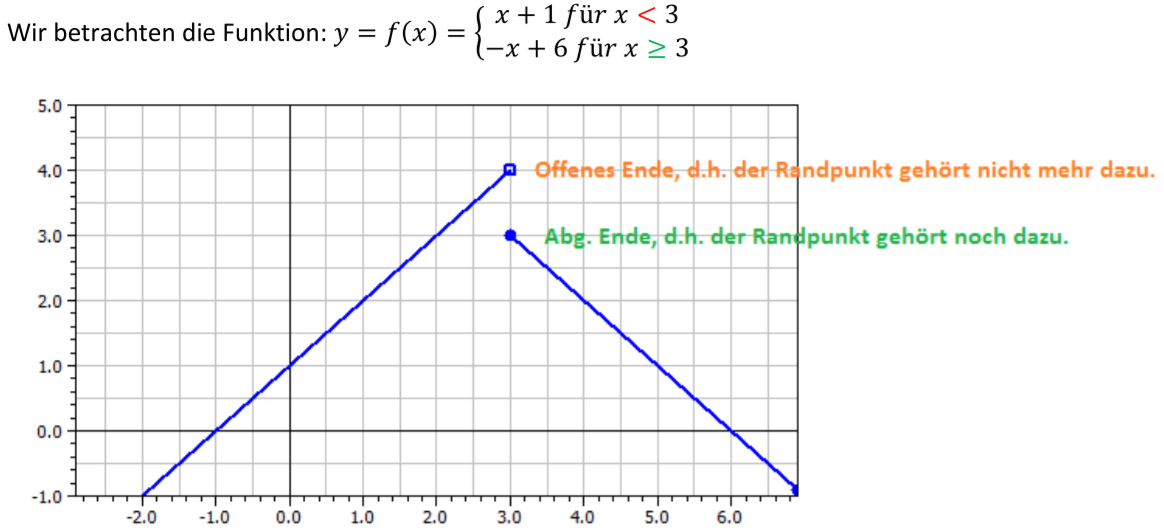 Wir betrachten die Funktion: y = f(x) = { x + 1 für x < 3
−x + 6 für x ≥ 3
5.0
4.0
Offenes Ende, d.h. der Randpunkt gehört nicht mehr dazu.
3.0
Abg. Ende, d.h. der Randpunkt gehört noch dazu.
2.0
1.0
0.0
-1.0
-2.0 -1.0 0.0 1.0 2.0 3.0 4.0 5.0 6.0